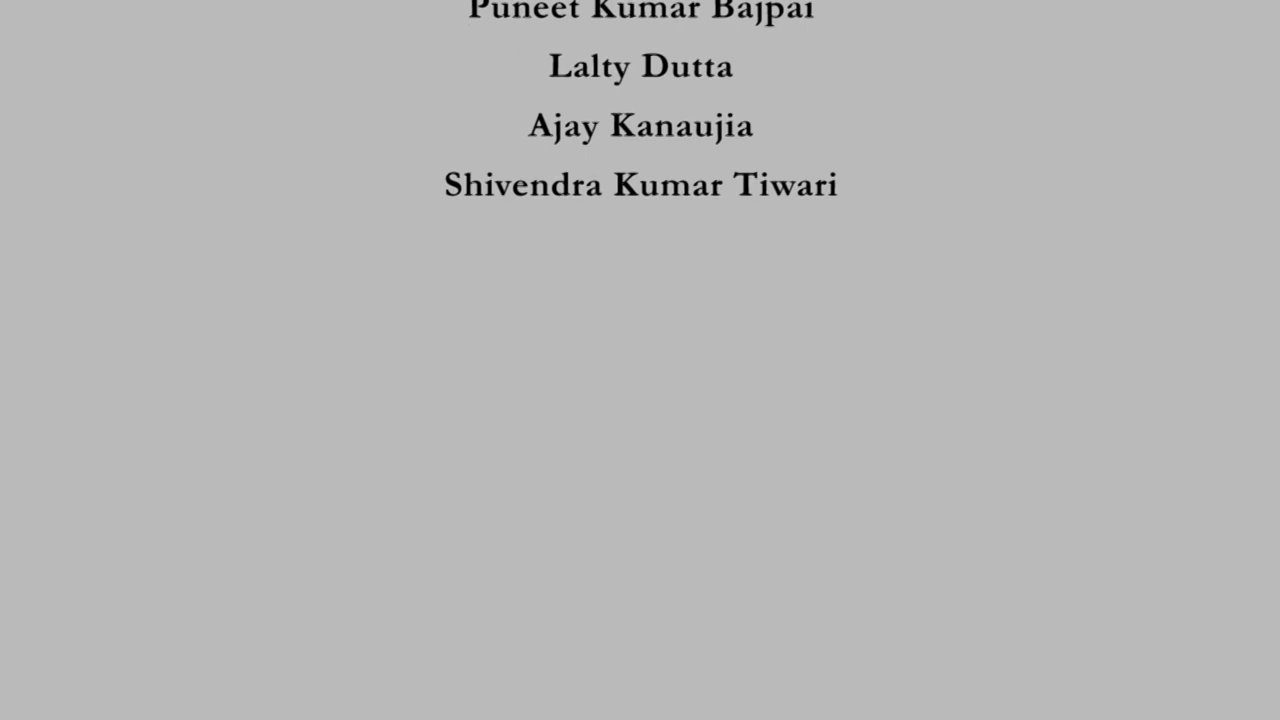 Puneet Kumar Bajpai
Lalty Dutta
Ajay Kanaujia
Shivendra Kumar Tiwari